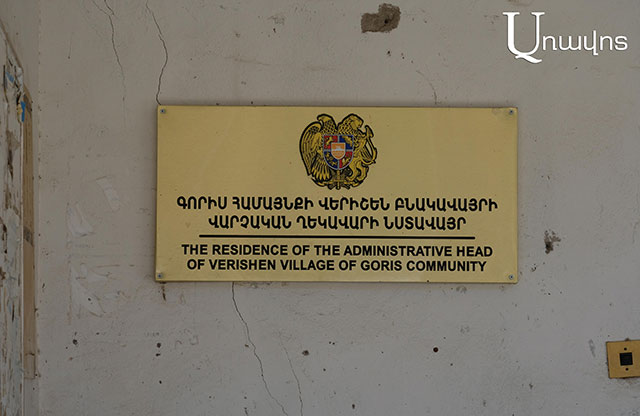 Առավոտ
ԳՈՐԻՍ ՀԱՄԱՅՆՔԻ ՎԵՐԻՇԵՆ ԲՆԱԿԱՎԱՅՐԻ
ՎԱՐՉԱԿԱՆ ՂԵԿԱՎԱՐԻ ՆՍՏԱՎԱՅՐ
THE RESIDENCE OF THE ADMINISTRATIVE HEAD
OF VERISHEN VILLAGE OF GORIS COMMUNITY